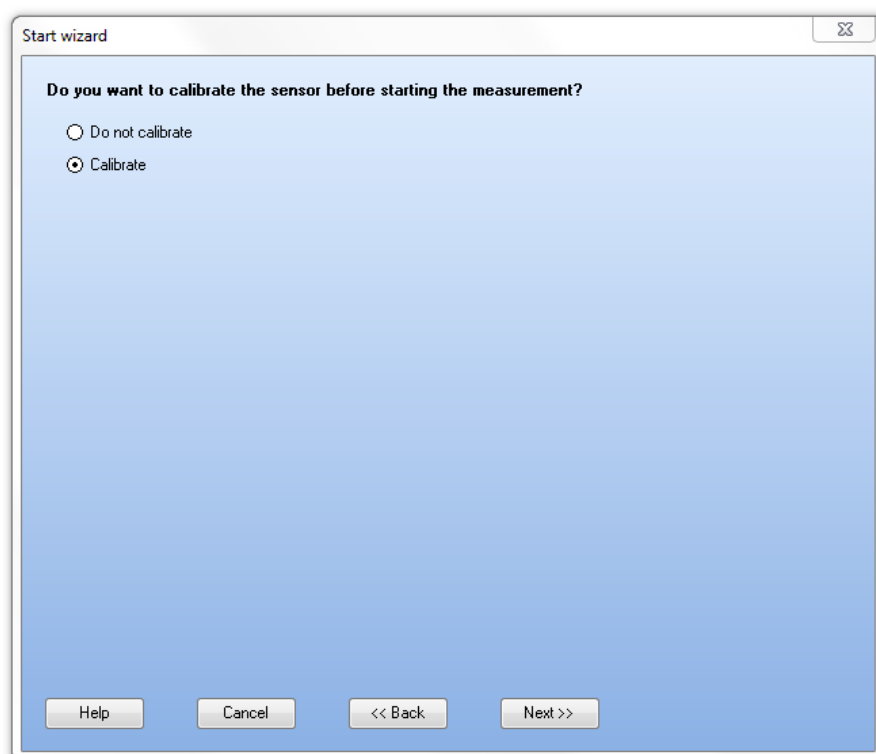 Start wizard
Do you want to calibrate the sensor before starting the measurement?
Do not calibrate
Calibrate
Help Cancel << Back Next >>